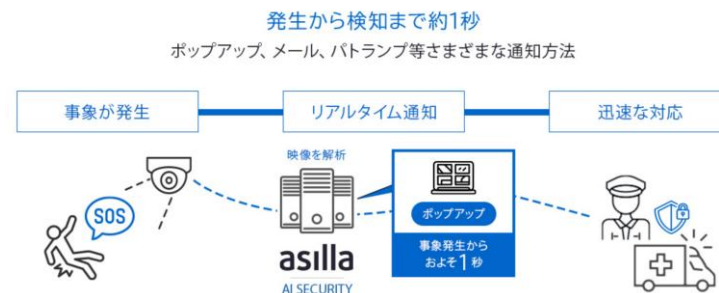 発生から検知まで約1秒
ポップアップ、メール、パトランプ等さまざまな通知方法
事象が発生
リアルタイム通知
迅速な対応
映像を解析
SOS
ポップアップ
事象発生から
およそ1秒
asilla
AI SECURITY